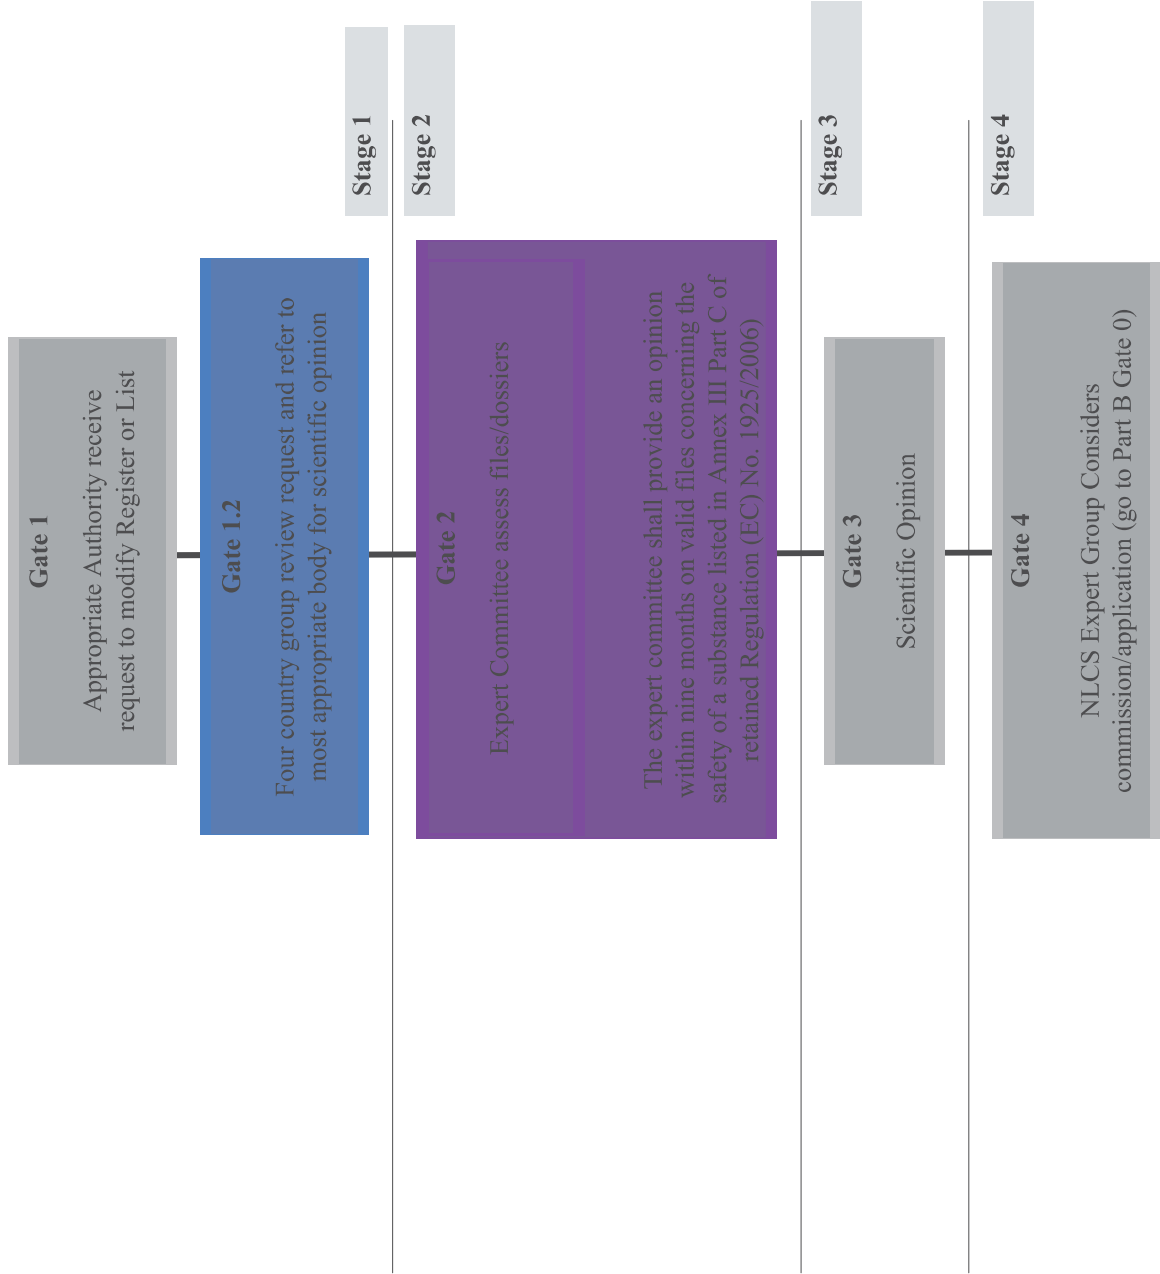 Gate 1
Appropriate Authority receive
request to modify Register or List
Gate 1.2
Four country group review request and refer to
most appropriate body for scientific opinion
Stage 1
Stage 2
Gate 2
Expert Committee assess files/dossiers
The expert committee shall provide an opinion
within nine months on valid files concerning the
safety of a substance listed in Annex III Part C of
retained Regulation (EC) No. 1925/2006)
Stage 3
Gate 3
Scientific Opinion
Stage 4
Gate 4
NLCS Expert Group Considers
commission/application (go to Part B Gate 0)